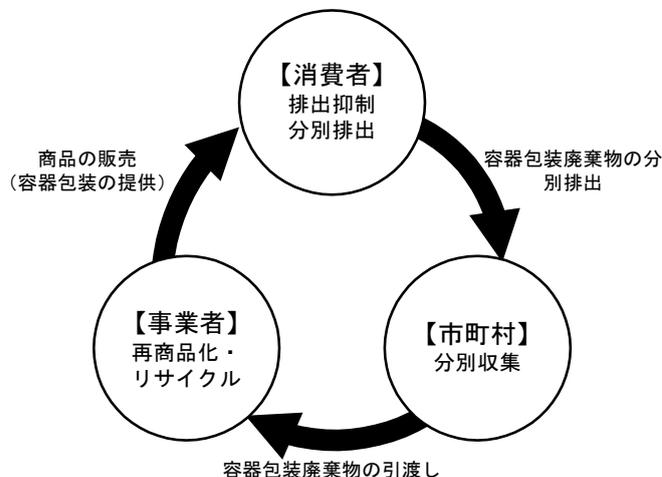 【消費者】
排出抑制
分別排出
商品の販売
（容器包装の提供）
容器包装廃棄物の分
別排出
【事業者】
再商品化・
リサイクル
【市町村】
分別収集
容器包装廃棄物の引渡し